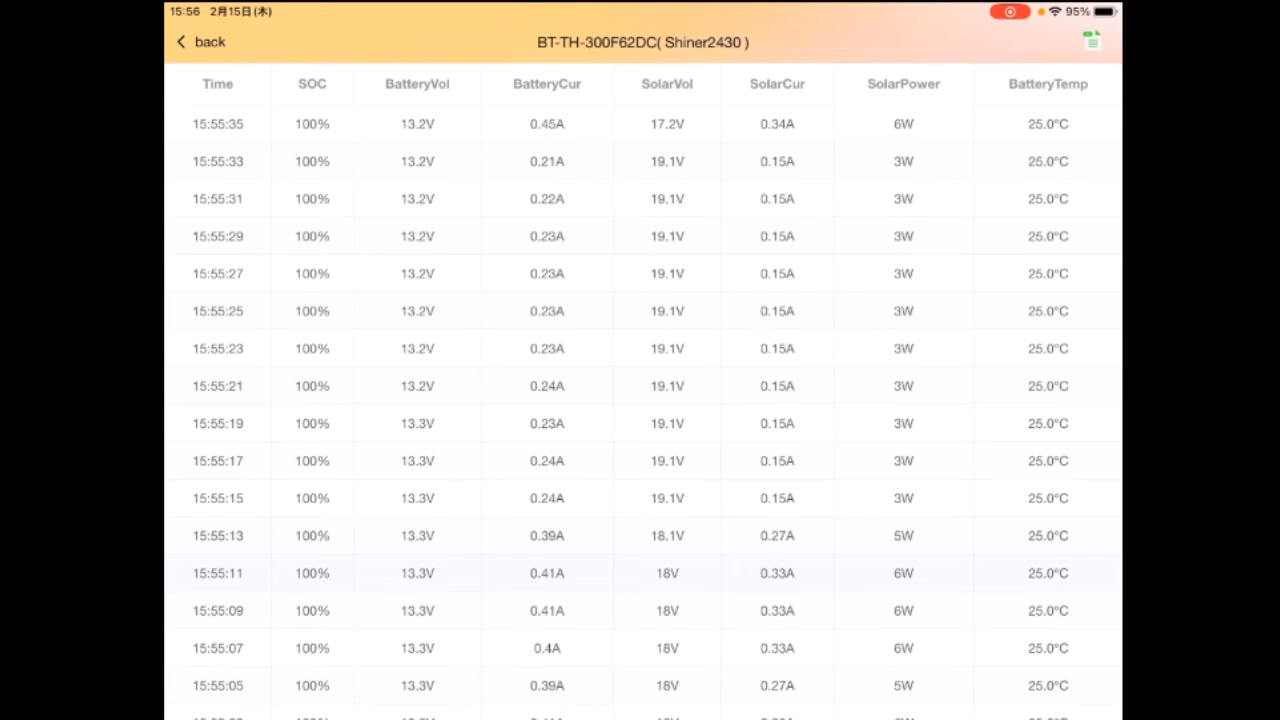 15:56 2月15日(木) 95%
back BT-TH-300F62DC( Shiner2430 )
Time SOC BatteryVol BatteryCur SolarVol SolarCur SolarPower BatteryTemp
15:55:35 100% 13.2V 0.45A 17.2V 0.34A 6W 25.0°C
15:55:33 100% 13.2V 0.21A 19.1V 0.15A 3W 25.0°C
15:55:31 100% 13.2V 0.22A 19.1V 0.15A 3W 25.0°C
15:55:29 100% 13.2V 0.23A 19.1V 0.15A 3W 25.0°C
15:55:27 100% 13.2V 0.23A 19.1V 0.15A 3W 25.0°C
15:55:25 100% 13.2V 0.23A 19.1V 0.15A 3W 25.0°C
15:55:23 100% 13.2V 0.23A 19.1V 0.15A 3W 25.0°C
15:55:21 100% 13.2V 0.24A 19.1V 0.15A 3W 25.0°C
15:55:19 100% 13.3V 0.23A 19.1V 0.15A 3W 25.0°C
15:55:17 100% 13.3V 0.24A 19.1V 0.15A 3W 25.0°C
15:55:15 100% 13.3V 0.24A 19.1V 0.15A 3W 25.0°C
15:55:13 100% 13.3V 0.39A 18.1V 0.27A 5W 25.0°C
15:55:11 100% 13.3V 0.41A 18V 0.33A 6W 25.0°C
15:55:09 100% 13.3V 0.41A 18V 0.33A 6W 25.0°C
15:55:07 100% 13.3V 0.4A 18V 0.33A 6W 25.0°C
15:55:05 100% 13.3V 0.39A 18V 0.27A 5W 25.0°C